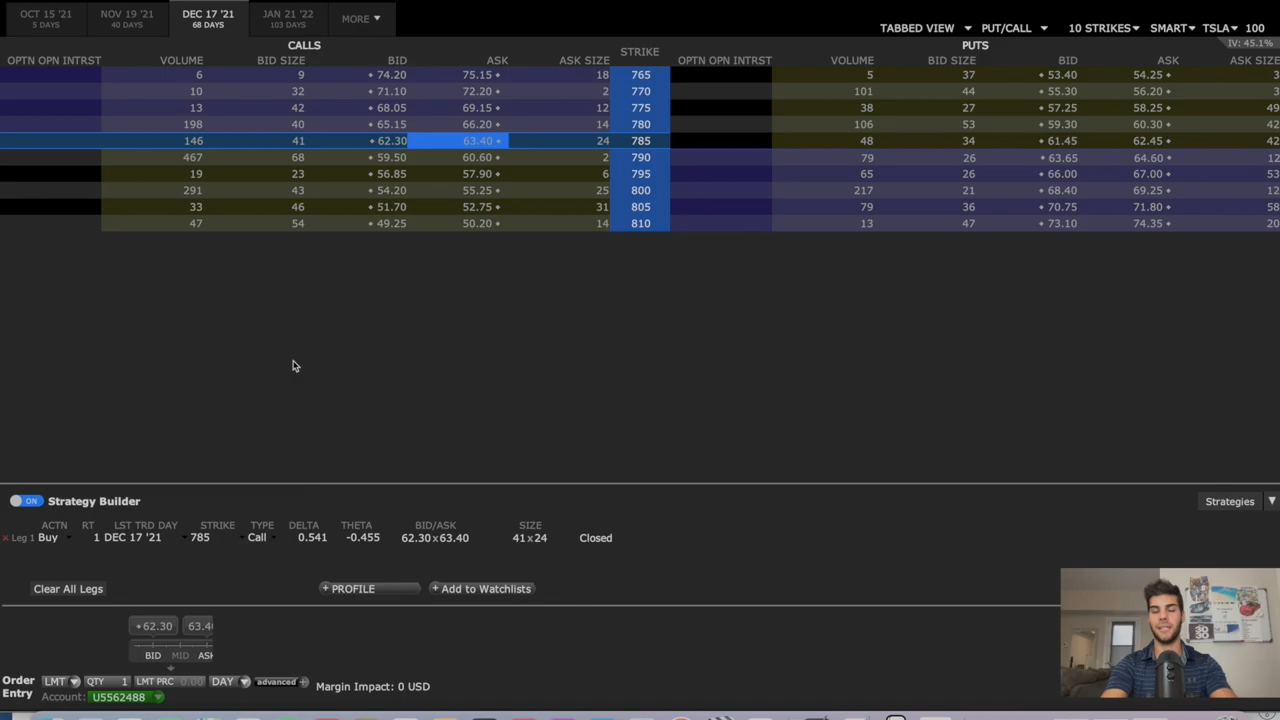 OCT 15 '21 NOV 19 '21 DEC 17 '21 JAN 21 '22 MORE
5 DAYS 40 DAYS 68 DAYS 103 DAYS
TABBED VIEW PUT/CALL 10 STRIKES SMART TSLA 100
IV: 45.1%
CALLS STRIKE PUTS
OPTN OPN INTRST VOLUME BID SIZE BID ASK ASK SIZE OPTN OPN INTRST VOLUME BID SIZE BID ASK ASK SIZE
6 9 74.20 75.15 18 765 5 37 53.40 54.25 3
10 32 71.10 72.20 2 770 101 44 55.30 56.20 3
13 42 68.05 69.15 12 775 38 27 57.25 58.25 49
198 40 65.15 66.20 14 780 106 53 59.30 60.30 42
146 41 62.30 63.40 24 785 48 34 61.45 62.45 42
467 68 59.50 60.60 2 790 79 26 63.65 64.60 12
19 23 56.85 57.90 6 795 65 26 66.00 67.00 53
291 43 54.20 55.25 25 800 217 21 68.40 69.25 12
33 46 51.70 52.75 31 805 79 36 70.75 71.80 58
47 54 49.25 50.20 14 810 13 47 73.10 74.35 20
ON Strategy Builder Strategies
ACTN RT LST TRD DAY STRIKE TYPE DELTA THETA BID/ASK SIZE
Leg 1 Buy 1 DEC 17 '21 785 Call 0.541 -0.455 62.30x63.40 41x24 Closed
Clear All Legs + PROFILE + Add to Watchlists
62.30 63.40
BID MID ASK
Order Entry LMT QTY 1 LMT PRC 0.00 DAY advanced + Margin Impact: 0 USD
Account: U5562488